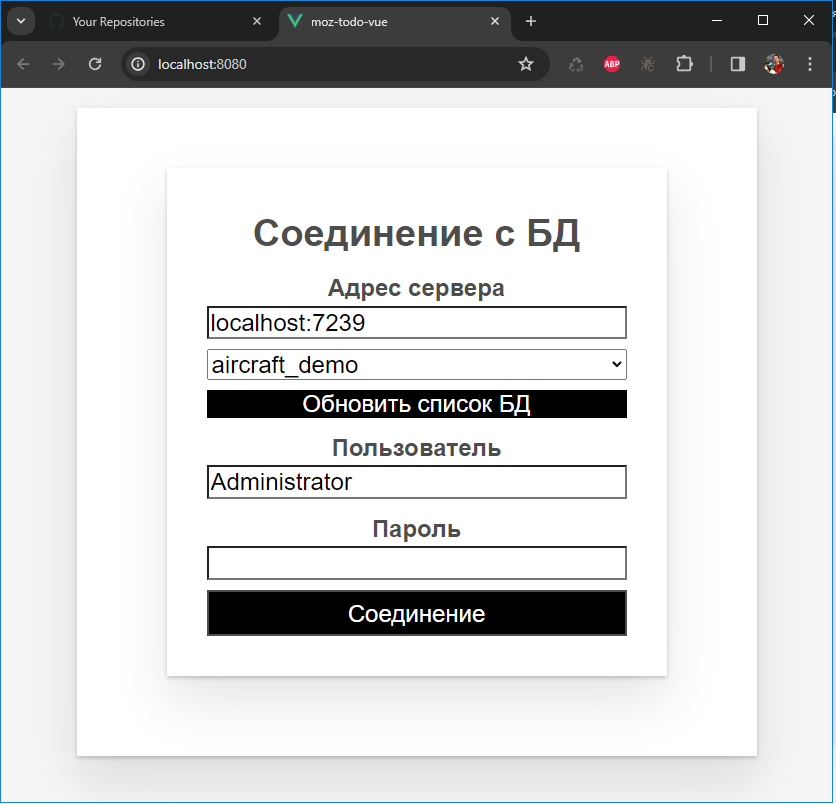 Your Repositories
moz-todo-vue
localhost:8080
ABP
Соединение с БД
Адрес сервера
localhost:7239
aircraft_demo
Обновить список БД
Пользователь
Administrator
Пароль
Соединение